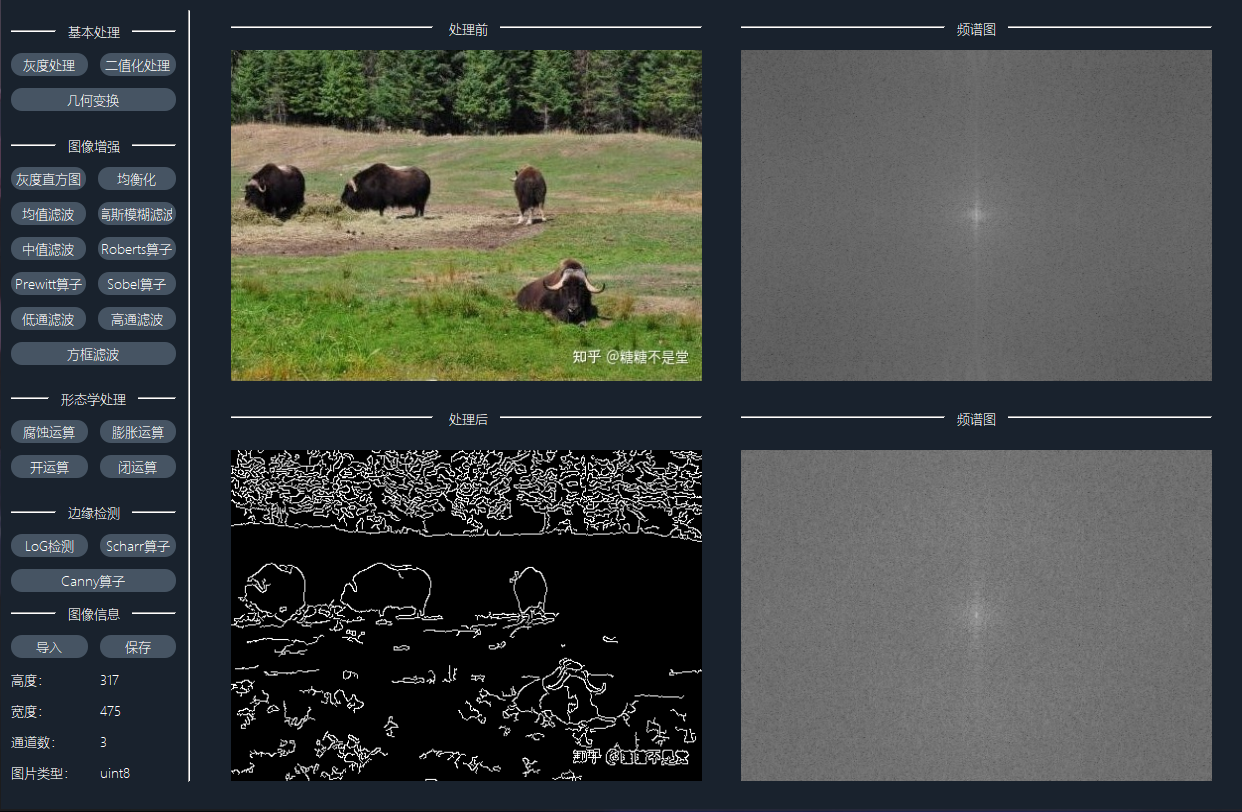 基本处理
灰度处理
二值化处理
几何变换
图像增强
灰度直方图
均衡化
均值滤波
高斯模糊滤波
中值滤波
Roberts算子
Prewitt算子
Sobel算子
低通滤波
高通滤波
方框滤波
形态学处理
腐蚀运算
膨胀运算
开运算
闭运算
边缘检测
LoG检测
Scharr算子
Canny算子
图像信息
导入
保存
高度： 317
宽度： 475
通道数： 3
图片类型： uint8
处理前
频谱图
知乎 @糖糖不是堂
处理后
频谱图